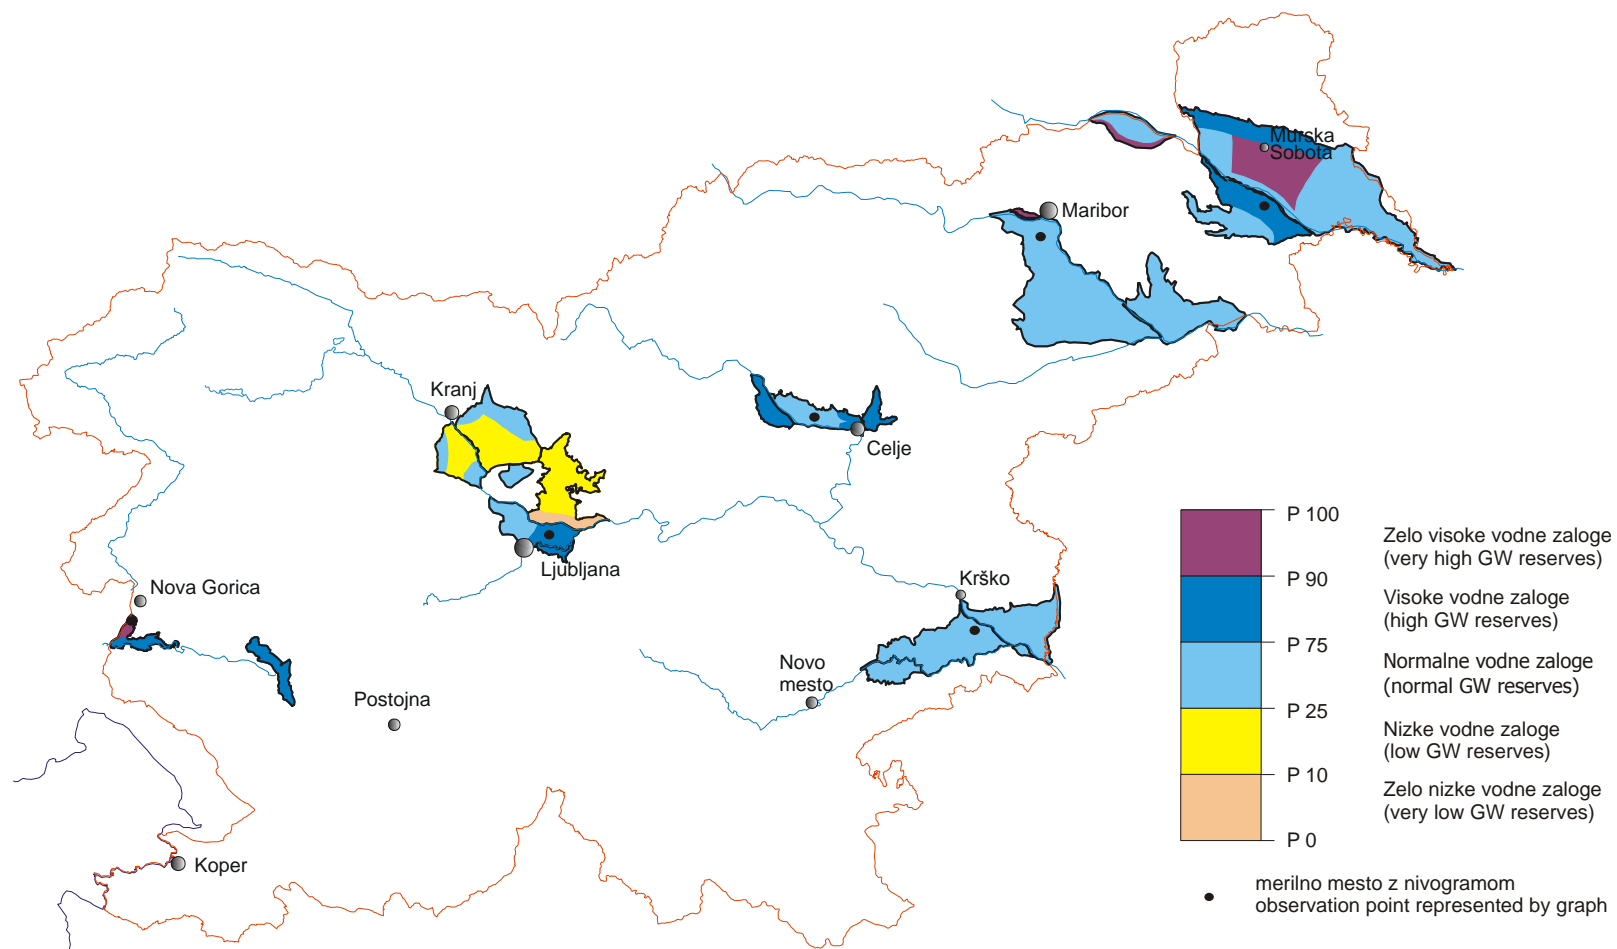 Murska
Sobota
Maribor
Kranj
Celje
Ljubljana
Nova Gorica
Krško
Novo
mesto
Postojna
Koper
P 100
Zelo visoke vodne zaloge
(very high GW reserves)
P 90
Visoke vodne zaloge
(high GW reserves)
P 75
Normalne vodne zaloge
(normal GW reserves)
P 25
Nizke vodne zaloge
(low GW reserves)
P 10
Zelo nizke vodne zaloge
(very low GW reserves)
P 0
merilno mesto z nivogramom
observation point represented by graph